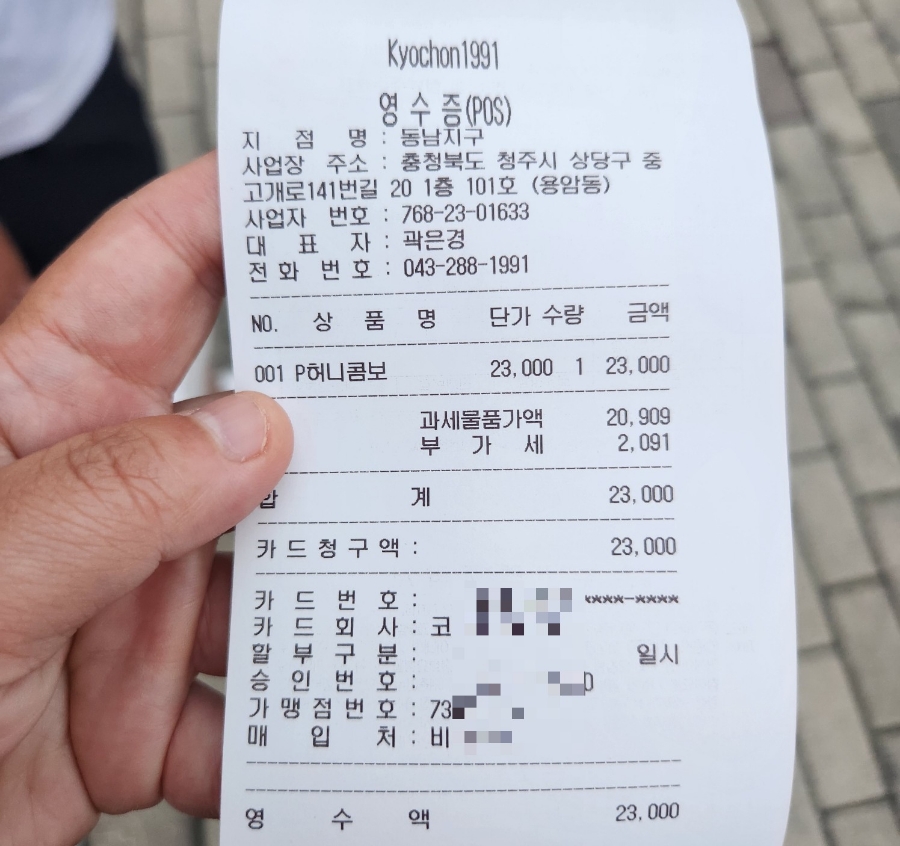 Kyochon1991
영 수 증(POS)
지 점 명 : 동남지구
사업장 주소 : 충청북도 청주시 상당구 중
고개로141번길 20 1층 101호 (용암동)
사업자 번호 : 768-23-01633
대 표 자 : 곽은경
전화 번호 : 043-288-1991
NO. 상 품 명 단가 수량 금액
001 P허니콤보 23,000 1 23,000
과세물품가액 20,909
부 가 세 2,091
합 계 23,000
카드청구액 : 23,000
카 드 번 호 : ****-****
카 드 회 사 : 코
할 부 구 분 : 일시
승 인 번 호 : 0
가맹점번호 : 73
매 입 처 : 비
영 수 액 23,000